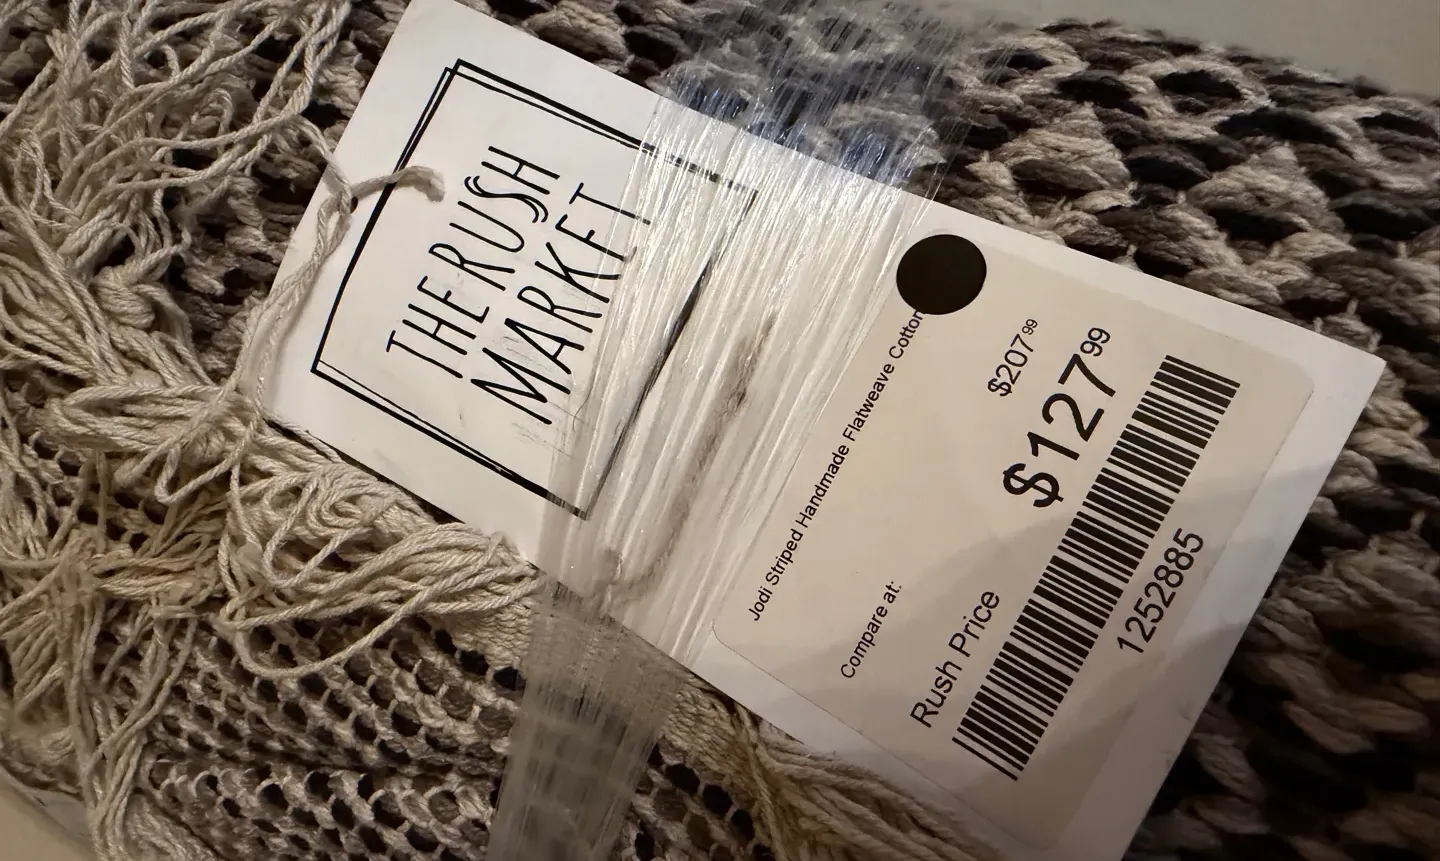 THE RUSH
MARKET
Jodi Striped Handmade Flatweave Cotton
Compare at: $207.99
Rush Price $127.99
1252885